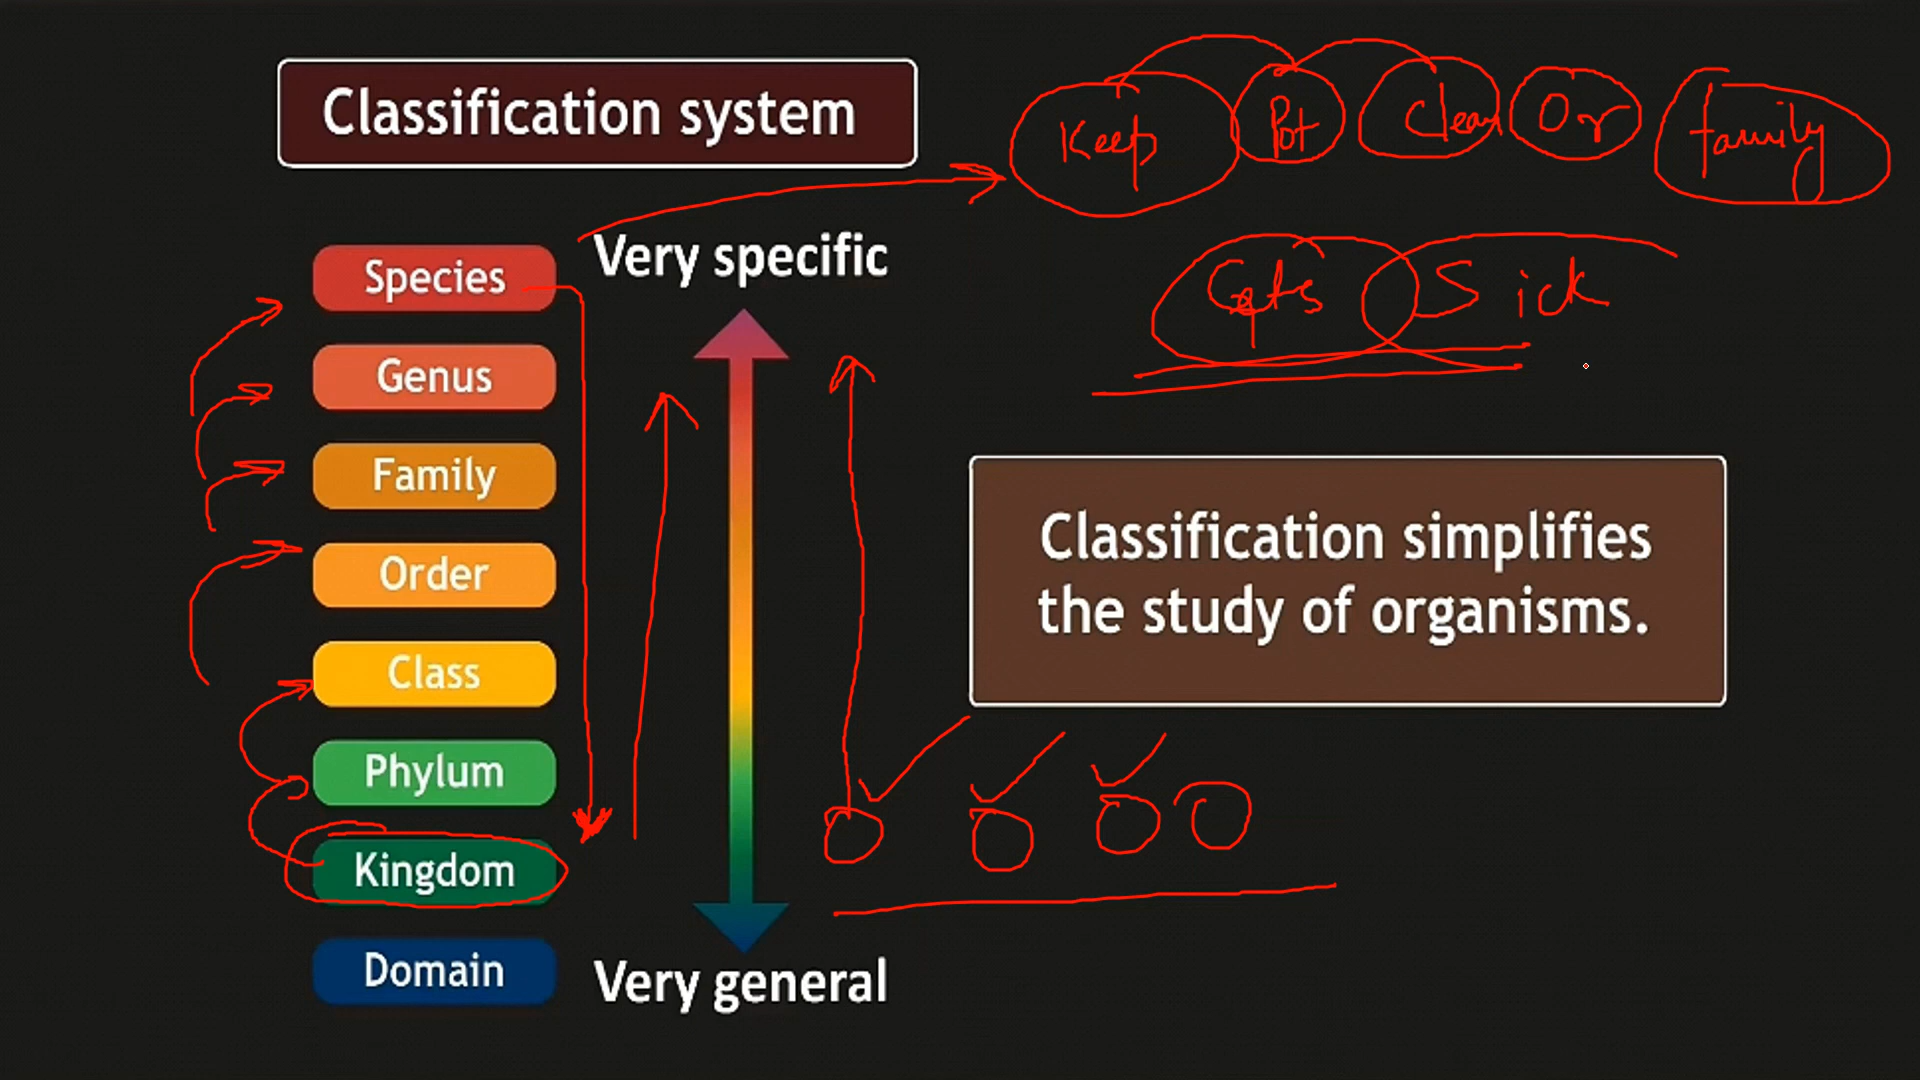 Classification system
Keep Pot Clean Or family
Species
Very specific
Gets Sick
Genus
Family
Order
Classification simplifies
the study of organisms.
Class
Phylum
Kingdom
Domain
Very general